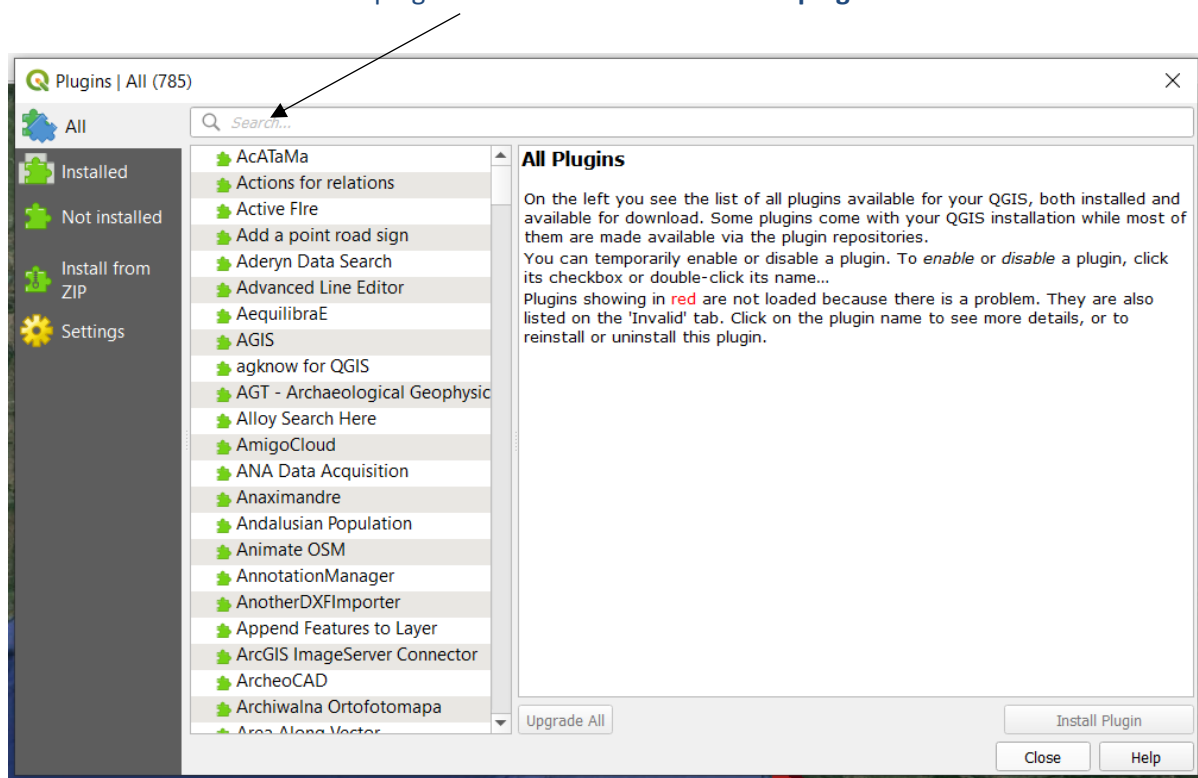 Plugins | All (785)
All
Search...
Installed
Not installed
Install from
ZIP
Settings
AcATaMa
Actions for relations
Active FIre
Add a point road sign
Aderyn Data Search
Advanced Line Editor
AequilibraE
AGIS
agknow for QGIS
AGT - Archaeological Geophysic
Alloy Search Here
AmigoCloud
ANA Data Acquisition
Anaximandre
Andalusian Population
Animate OSM
AnnotationManager
AnotherDXFImporter
Append Features to Layer
ArcGIS ImageServer Connector
ArcheoCAD
Archiwalna Ortofotomapa
Area Along Vector
All Plugins
On the left you see the list of all plugins available for your QGIS, both installed and
available for download. Some plugins come with your QGIS installation while most of
them are made available via the plugin repositories.
You can temporarily enable or disable a plugin. To enable or disable a plugin, click
its checkbox or double-click its name...
Plugins showing in red are not loaded because there is a problem. They are also
listed on the 'Invalid' tab. Click on the plugin name to see more details, or to
reinstall or uninstall this plugin.
Upgrade All
Install Plugin
Close
Help